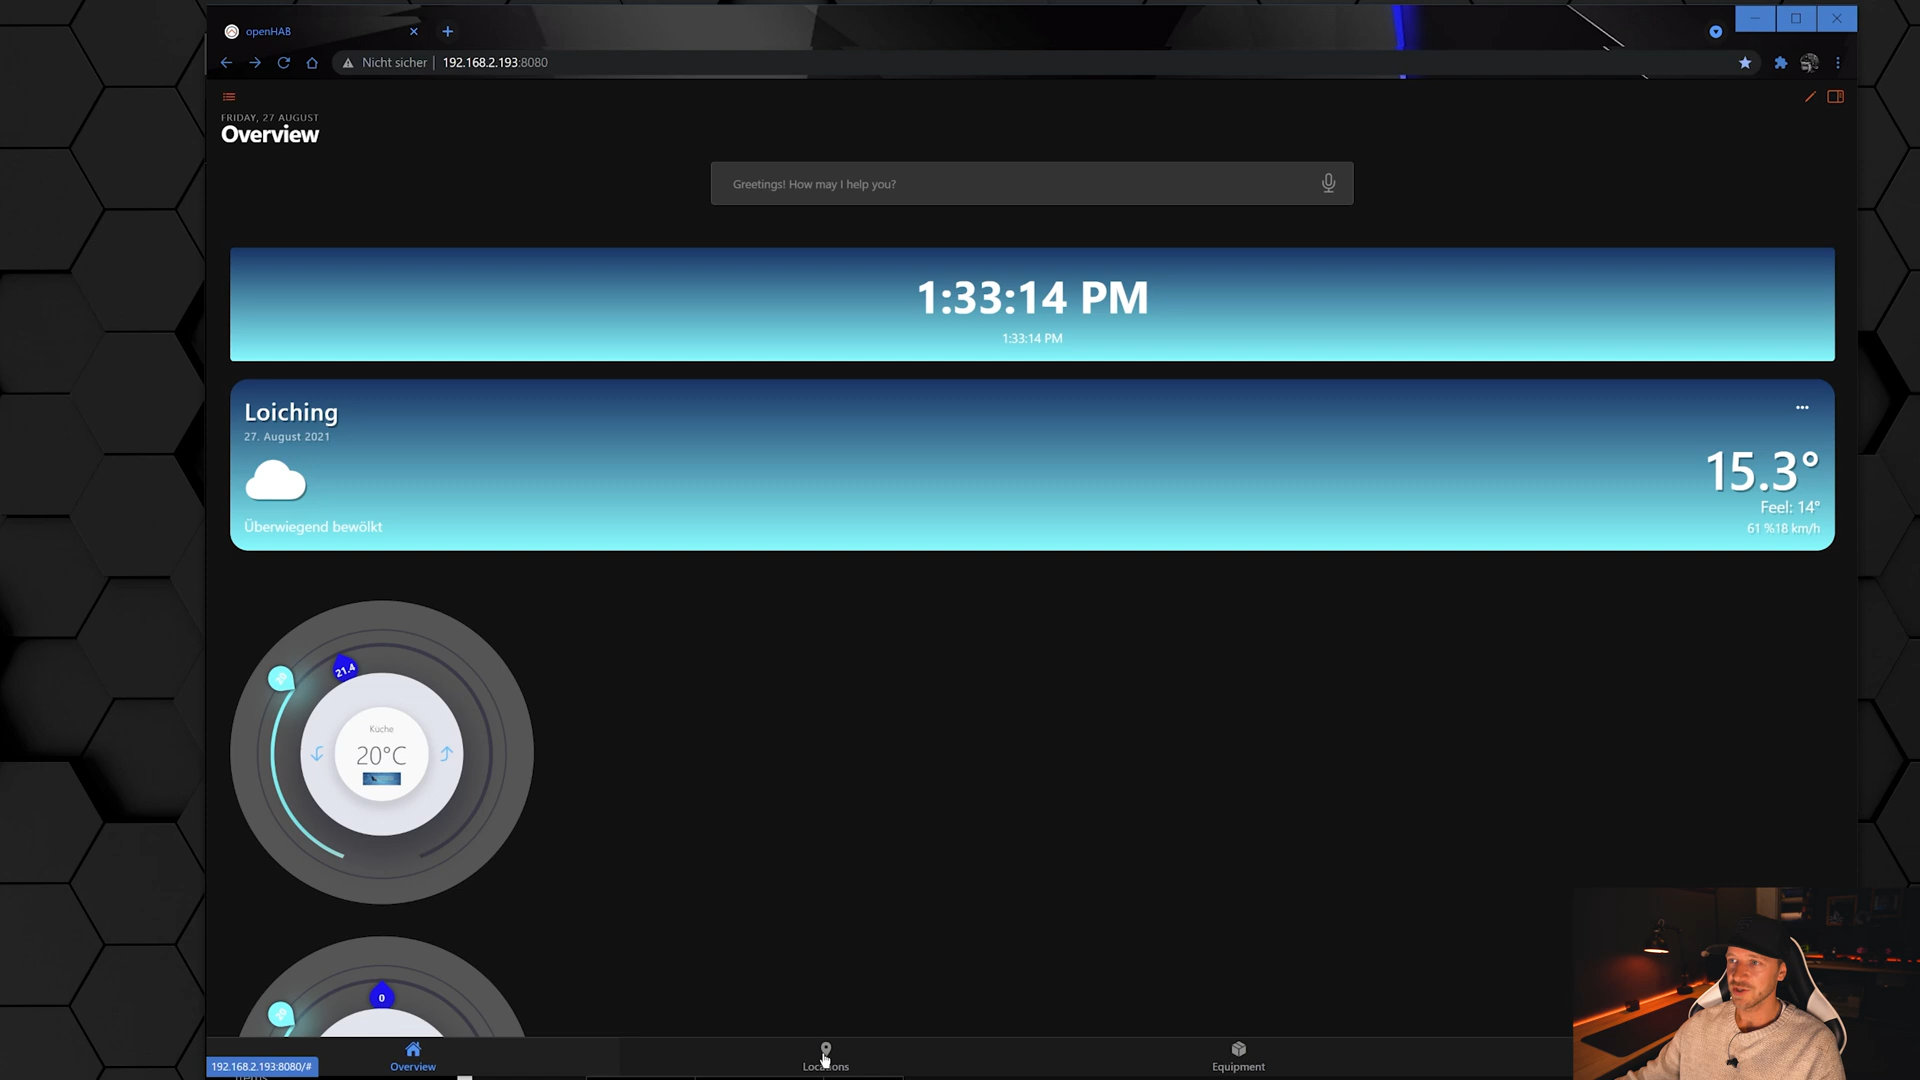 openHAB
Nicht sicher | 192.168.2.193:8080
FRIDAY, 27 AUGUST
Overview
Greetings! How may I help you?
1:33:14 PM
1:33:14 PM
Loiching
27. August 2021
15.3°
Feel: 14°
Überwiegend bewölkt
61 %18 km/h
21.4
20
Küche
20°C
0
20
Overview
Locations
Equipment
192.168.2.193:8080/#